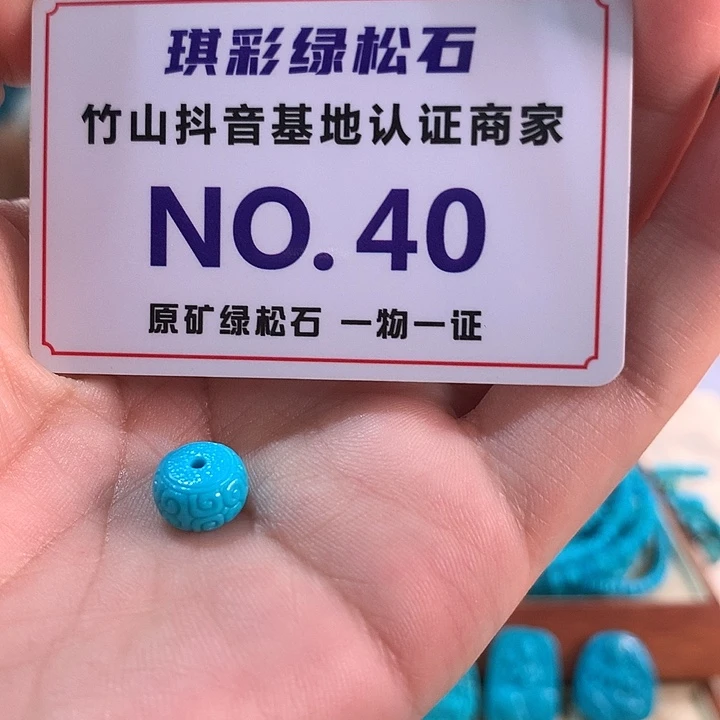 琪彩绿松石
竹山抖音基地认证商家
NO. 40
原矿绿松石 一物一证